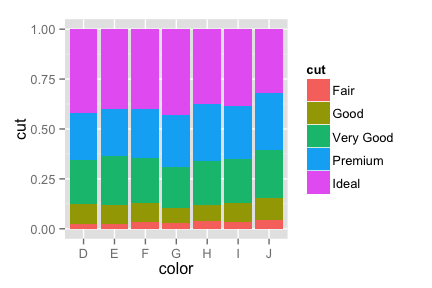 1.00
0.75
0.50
0.25
0.00
cut
D E F G H I J
color
cut
Fair
Good
Very Good
Premium
Ideal